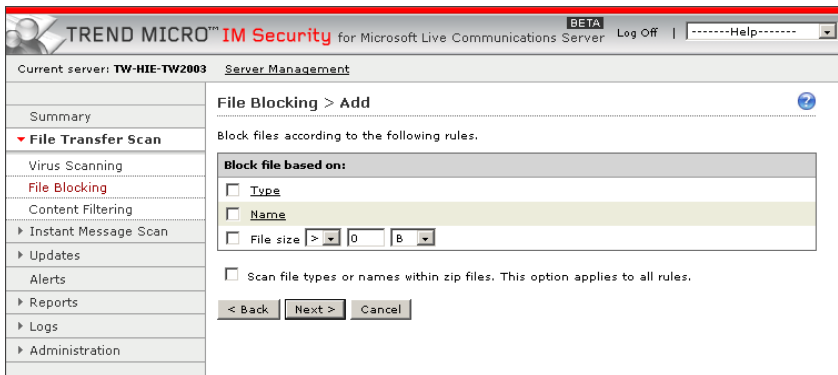 BETA
TREND MICRO™ IM Security for Microsoft Live Communications Server Log Off | -------Help-------
Current server: TW-HIE-TW2003 Server Management
Summary
File Transfer Scan
Virus Scanning
File Blocking
Content Filtering
Instant Message Scan
Updates
Alerts
Reports
Logs
Administration
File Blocking > Add
?
Block files according to the following rules.
Block file based on:
Type
Name
File size > 0 B
Scan file types or names within zip files. This option applies to all rules.
< Back Next > Cancel